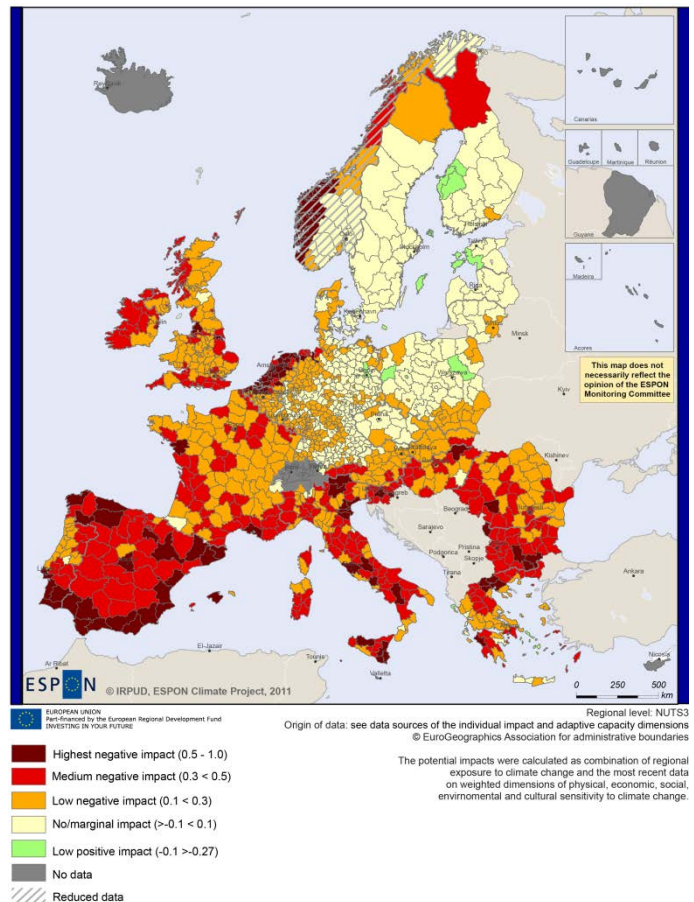 Reykjavik
Canarias
Guadeloupe
Martinique
Réunion
Guyane
Madeira
Acores
This map does
not necessarily reflect the
opinion of the ESPON
Monitoring Committee
Helsinki
Tallinn
Stockholm
Riga
København
Vilnius
Minsk
Warszawa
Kyiv
Praha
Bratislava
Kishinev
Zagreb
Beograd
Bucuresti
Sarajevo
Pristina
Podgorica
Skopje
Tirana
Ankara
El-Jazair
Tounis
Ar Ribat
Valletta
Nicosia
ESPON
© IRPUD, ESPON Climate Project, 2011
0 250 500
km
EUROPEAN UNION
Part-financed by the European Regional Development Fund
INVESTING IN YOUR FUTURE
Regional level: NUTS3
Origin of data: see data sources of the individual impact and adaptive capacity dimensions
© EuroGeographics Association for administrative boundaries
The potential impacts were calculated as combination of regional
exposure to climate change and the most recent data
on weighted dimensions of physical, economic, social,
envirnomental and cultural sensitivity to climate change.
Highest negative impact (0.5 - 1.0)
Medium negative impact (0.3 < 0.5)
Low negative impact (0.1 < 0.3)
No/marginal impact (>-0.1 < 0.1)
Low positive impact (-0.1 >-0.27)
No data
Reduced data